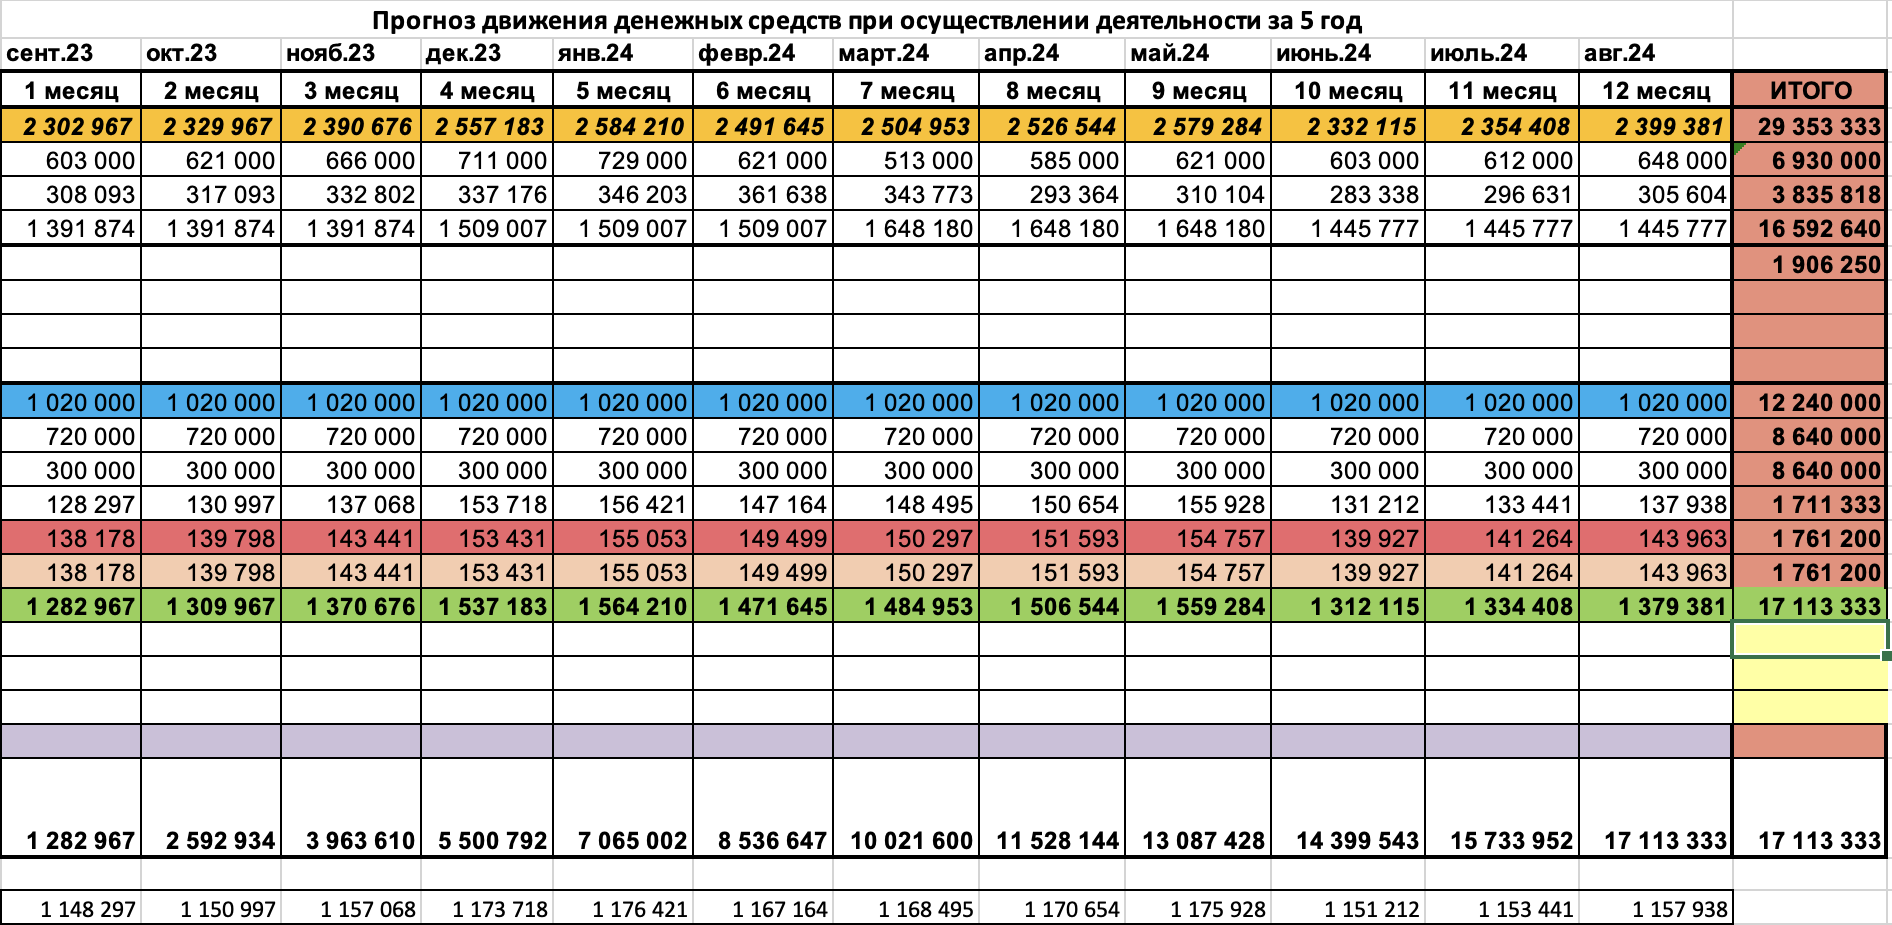 Прогноз движения денежных средств при осуществлении деятельности за 5 год
сент.23 окт.23 нояб.23 дек.23 янв.24 февр.24 март.24 апр.24 май.24 июнь.24 июль.24 авг.24
1 месяц 2 месяц 3 месяц 4 месяц 5 месяц 6 месяц 7 месяц 8 месяц 9 месяц 10 месяц 11 месяц 12 месяц ИТОГО
2 302 967 2 329 967 2 390 676 2 557 183 2 584 210 2 491 645 2 504 953 2 526 544 2 579 284 2 332 115 2 354 408 2 399 381 29 353 333
603 000 621 000 666 000 711 000 729 000 621 000 513 000 585 000 621 000 603 000 612 000 648 000 6 930 000
308 093 317 093 332 802 337 176 346 203 361 638 343 773 293 364 310 104 283 338 296 631 305 604 3 835 818
1 391 874 1 391 874 1 391 874 1 509 007 1 509 007 1 509 007 1 648 180 1 648 180 1 648 180 1 445 777 1 445 777 1 445 777 16 592 640
1 906 250
1 020 000 1 020 000 1 020 000 1 020 000 1 020 000 1 020 000 1 020 000 1 020 000 1 020 000 1 020 000 1 020 000 1 020 000 12 240 000
720 000 720 000 720 000 720 000 720 000 720 000 720 000 720 000 720 000 720 000 720 000 720 000 8 640 000
300 000 300 000 300 000 300 000 300 000 300 000 300 000 300 000 300 000 300 000 300 000 300 000 8 640 000
128 297 130 997 137 068 153 718 156 421 147 164 148 495 150 654 155 928 131 212 133 441 137 938 1 711 333
138 178 139 798 143 441 153 431 155 053 149 499 150 297 151 593 154 757 139 927 141 264 143 963 1 761 200
138 178 139 798 143 441 153 431 155 053 149 499 150 297 151 593 154 757 139 927 141 264 143 963 1 761 200
1 282 967 1 309 967 1 370 676 1 537 183 1 564 210 1 471 645 1 484 953 1 506 544 1 559 284 1 312 115 1 334 408 1 379 381 17 113 333
1 282 967 2 592 934 3 963 610 5 500 792 7 065 002 8 536 647 10 021 600 11 528 144 13 087 428 14 399 543 15 733 952 17 113 333 17 113 333
1 148 297 1 150 997 1 157 068 1 173 718 1 176 421 1 167 164 1 168 495 1 170 654 1 175 928 1 151 212 1 153 441 1 157 938